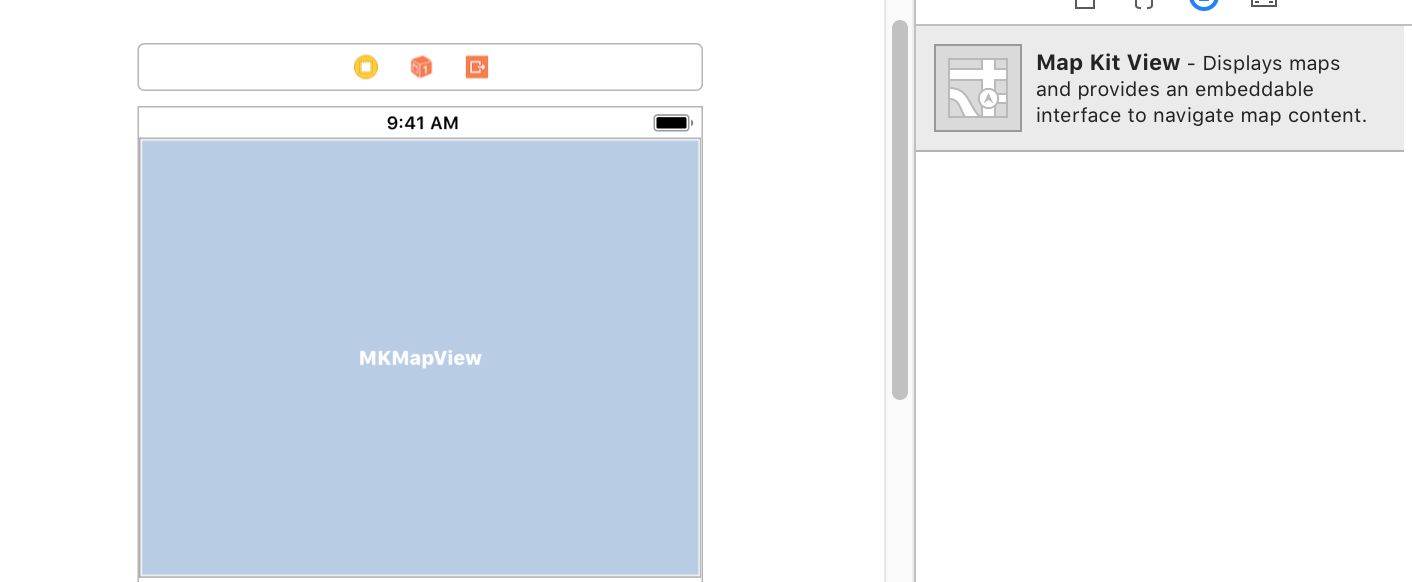 9:41 AM
MKMapView
Map Kit View - Displays maps
and provides an embeddable
interface to navigate map content.